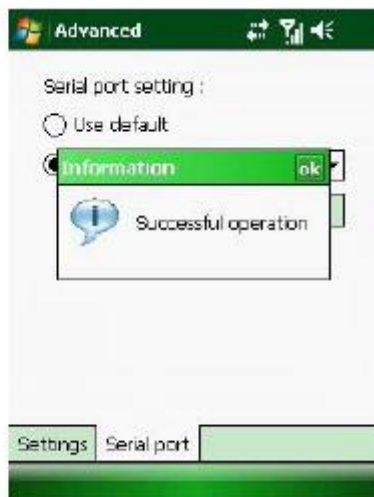 Advanced
Serial port setting :
Use default
Information
ok
Successful operation
Settings
Serial port